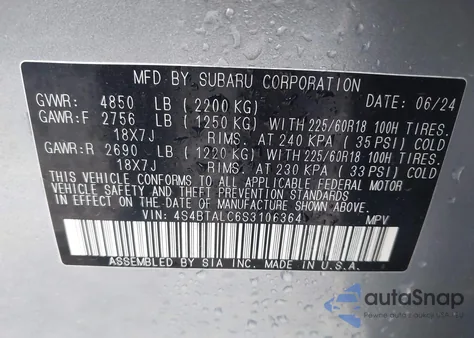 MFD BY SUBARU CORPORATION
GVWR: 4850 LB (2200 KG) DATE: 06/24
GAWR:F 2756 LB (1250 KG) WITH 225/60R18 100H TIRES.
18X7J RIMS. AT 240 KPA (35 PSI) COLD
GAWR:R 2690 LB (1220 KG) WITH 225/60R18 100H TIRES.
18X7J RIMS. AT 230 KPA (33 PSI) COLD
THIS VEHICLE CONFORMS TO ALL APPLICABLE FEDERAL MOTOR
VEHICLE SAFETY AND THEFT PREVENTION STANDARDS
IN EFFECT ON THE DATE OF MANUFACTURE SHOWN ABOVE.
VIN: 4S4BTALC6S3106364 MPV
ASSEMBLED BY SIA INC. MADE IN U.S.A.
autoSnap